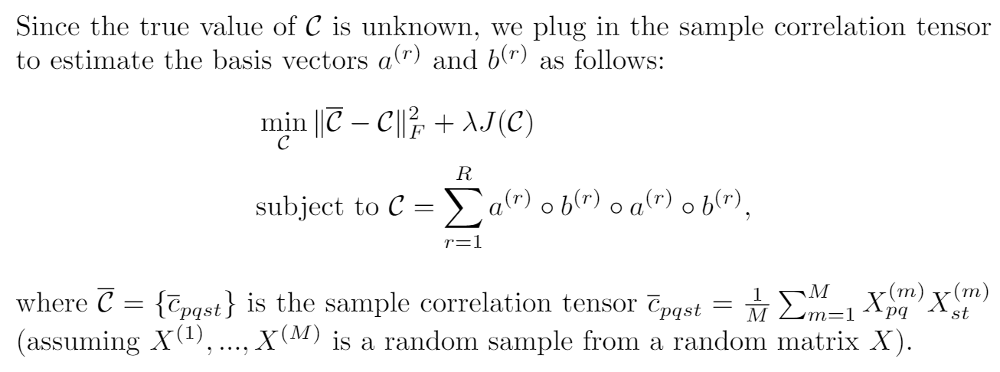 Since the true value of $\mathcal{C}$ is unknown, we plug in the sample correlation tensor
to estimate the basis vectors $a^{(r)}$ and $b^{(r)}$ as follows:
$\min_{\mathcal{C}} \|\overline{\mathcal{C}} - \mathcal{C}\|_F^2 + \lambda J(\mathcal{C})$
subject to $\mathcal{C} = \sum_{r=1}^{R} a^{(r)} \circ b^{(r)} \circ a^{(r)} \circ b^{(r)},$
where $\overline{\mathcal{C}} = \{\overline{c}_{pqst}\}$ is the sample correlation tensor $\overline{c}_{pqst} = \frac{1}{M} \sum_{m=1}^{M} X_{pq}^{(m)} X_{st}^{(m)}$
(assuming $X^{(1)}, ..., X^{(M)}$ is a random sample from a random matrix $X$).